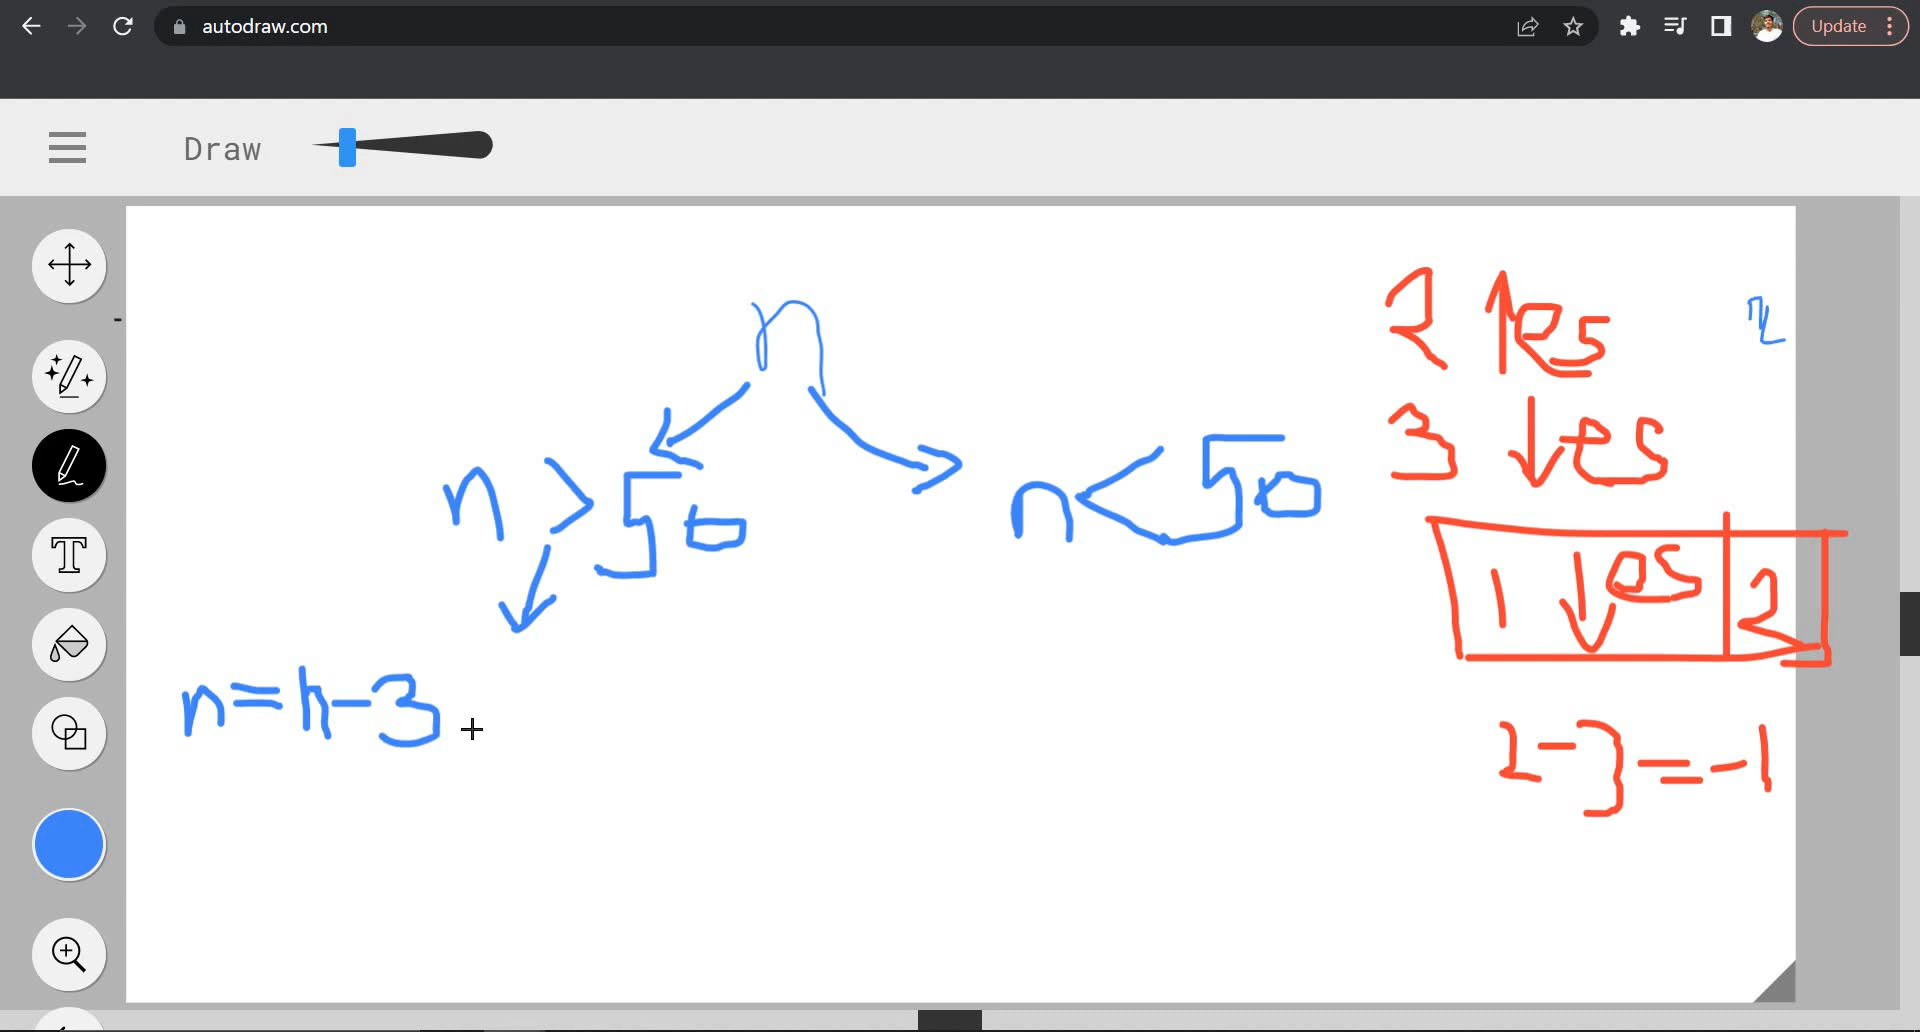 autodraw.com
Update
Draw
n
n > 50
n < 50
n = n - 3
2 ↑es
3 ↓es
1 ↓es 2
2 - 3 = -1
T